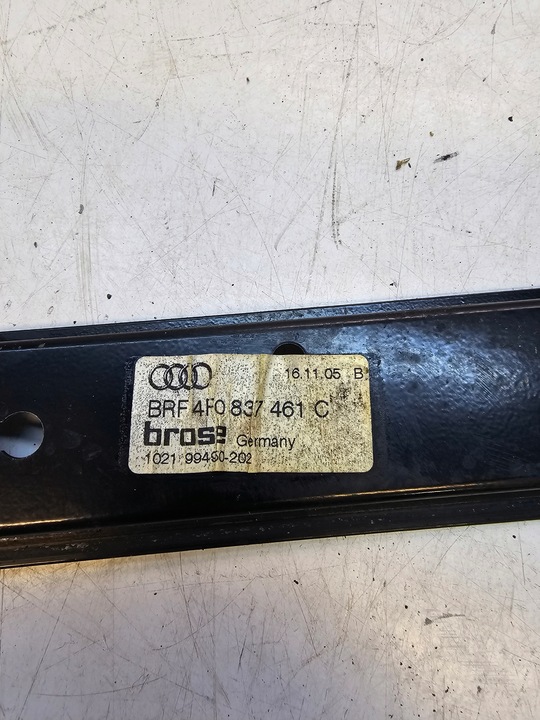 16.11.05 B
BRF 4F0 837 461 C
brose Germany
1021 99490-202